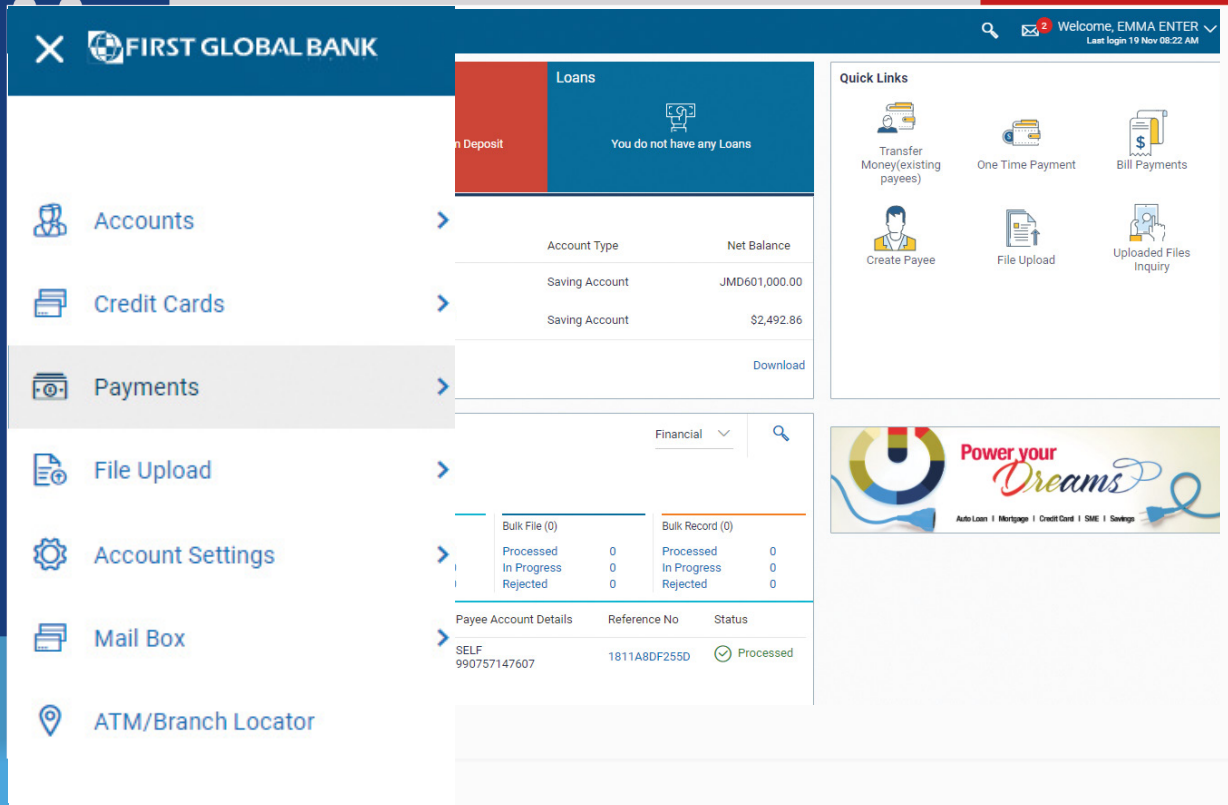 FIRST GLOBAL BANK
Accounts
Credit Cards
Payments
File Upload
Account Settings
Mail Box
ATM/Branch Locator
2
Welcome, EMMA ENTER
Last login 19 Nov 08:22 AM
n Deposit
Loans
You do not have any Loans
Account Type Net Balance
Saving Account JMD601,000.00
Saving Account $2,492.86
Download
Financial
Bulk File (0)
Processed 0
In Progress 0
Rejected 0
Bulk Record (0)
Processed 0
In Progress 0
Rejected 0
Payee Account Details Reference No Status
SELF
990757147607 1811A8DF255D Processed
Quick Links
Transfer
Money(existing
payees)
One Time Payment
Bill Payments
Create Payee
File Upload
Uploaded Files
Inquiry
Power your
Dreams
Auto Loan | Mortgage | Credit Card | SME | Savings